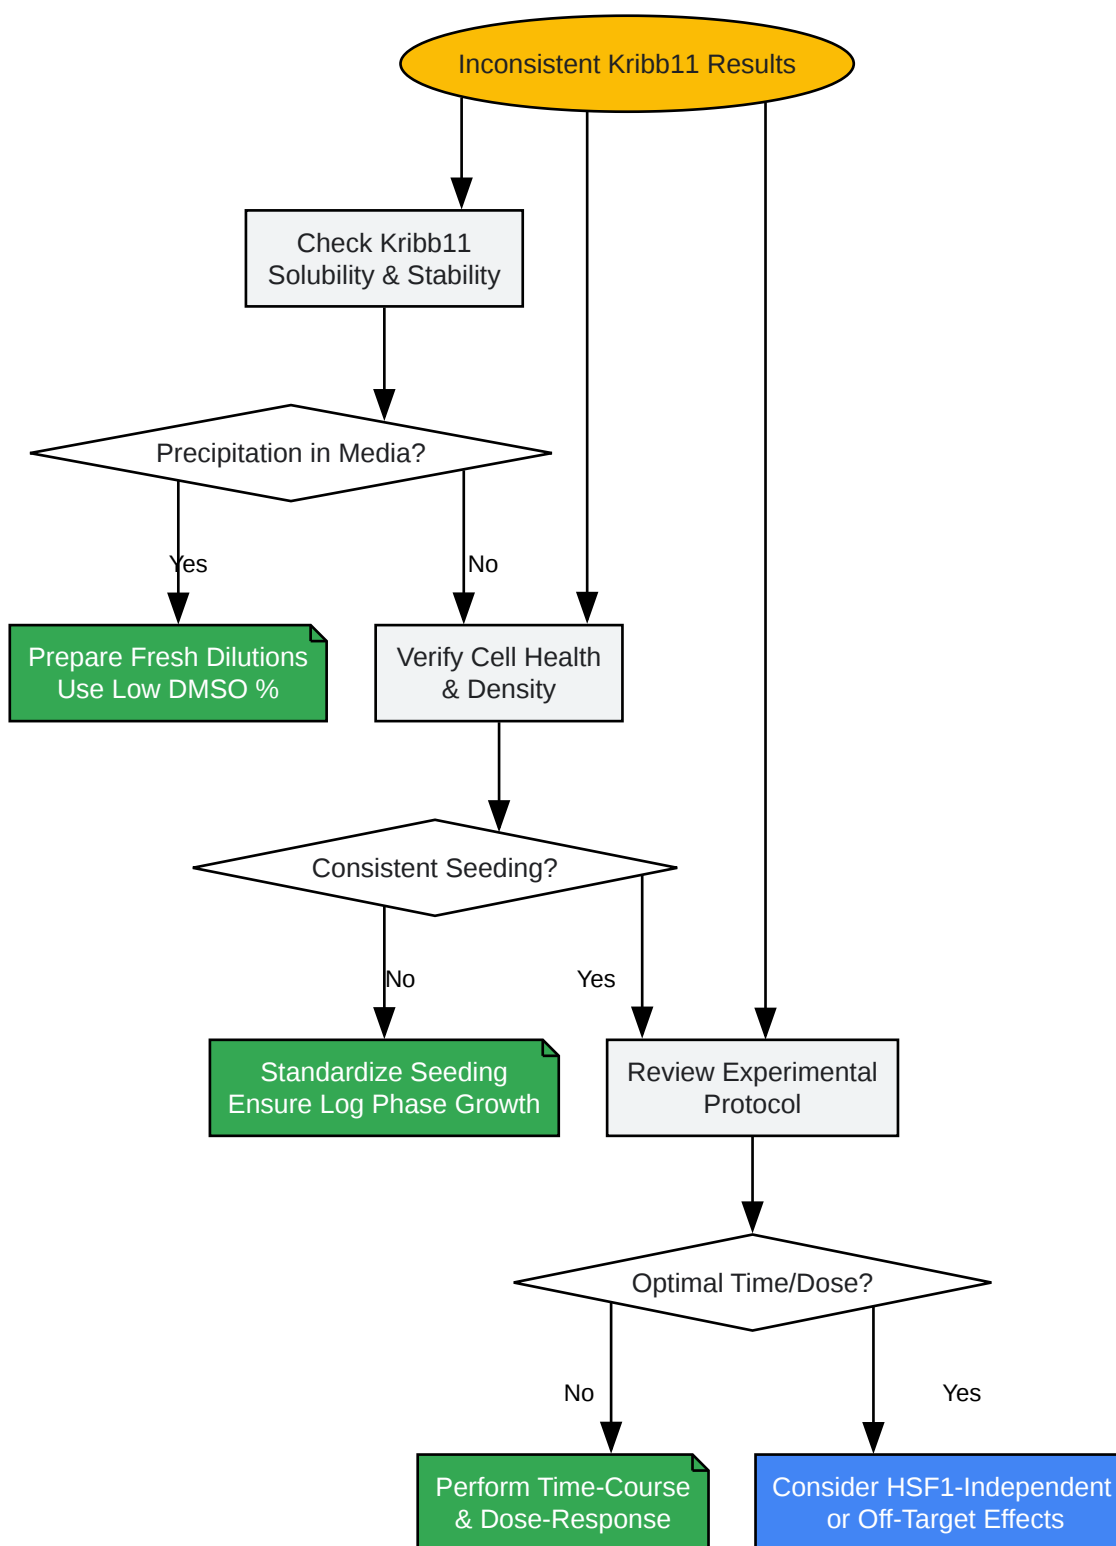 Inconsistent Kribb11 Results
Check Kribb11
Solubility & Stability
Precipitation in Media?
Yes
No
Prepare Fresh Dilutions
Use Low DMSO %
Verify Cell Health
& Density
Consistent Seeding?
No
Yes
Standardize Seeding
Ensure Log Phase Growth
Review Experimental
Protocol
Optimal Time/Dose?
No
Yes
Perform Time-Course
& Dose-Response
Consider HSF1-Independent
or Off-Target Effects